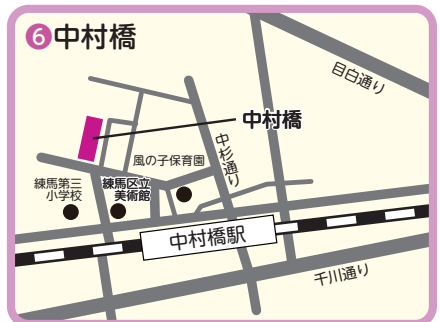 ❻中村橋
目白通り
中村橋
中杉通り
風の子保育園
練馬第三
小学校
練馬区立
美術館
中村橋駅
千川通り